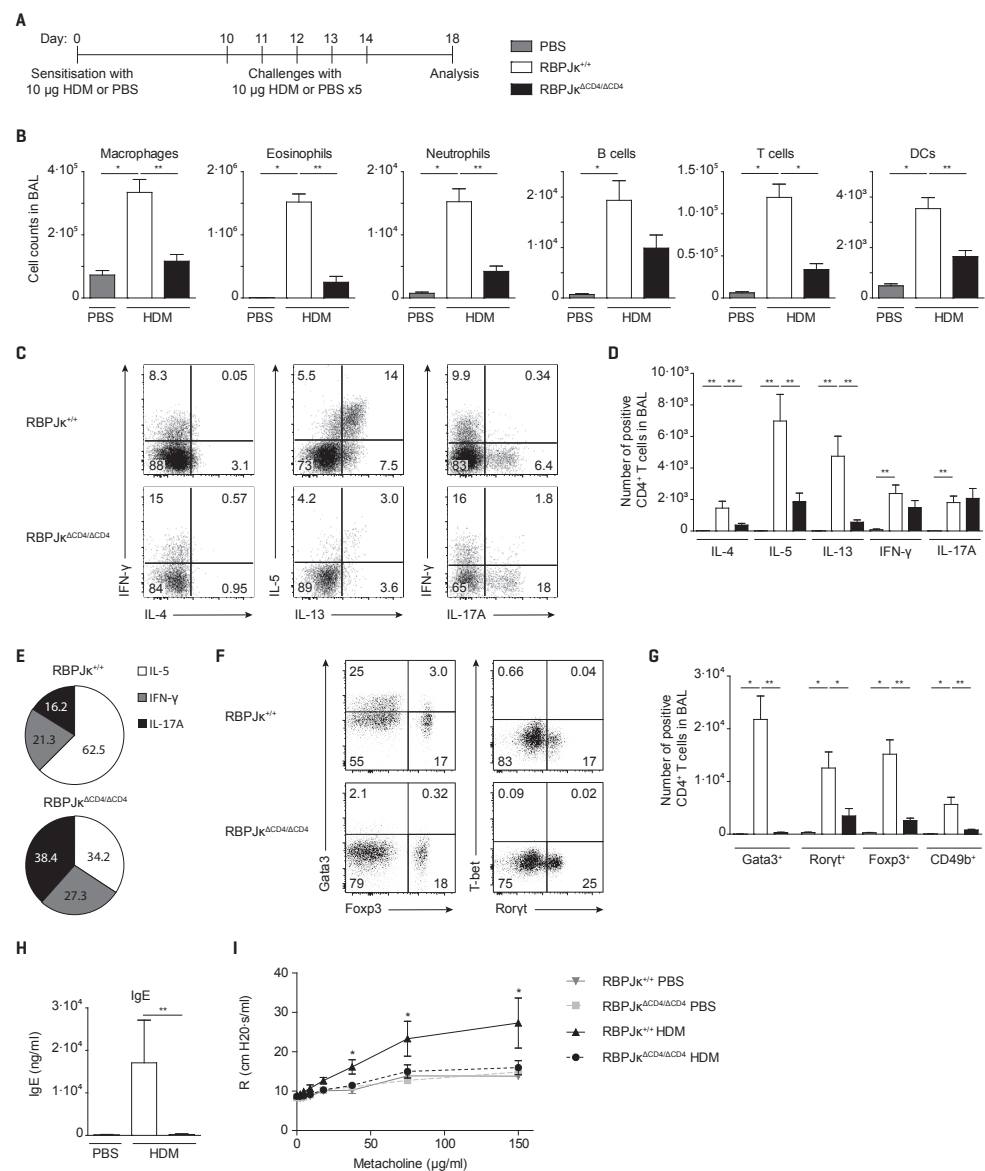 A
Day: 0 10 11 12 13 14 18
Sensitisation with
10 µg HDM or PBS
Challenges with
10 µg HDM or PBS x5
Analysis
PBS
RBPJκ+/+
RBPJκΔCD4/ΔCD4
B
Cell counts in BAL
Macrophages
* **
4·10⁵
2·10⁵
0
PBS HDM
Eosinophils
* **
2·10⁶
1·10⁶
0
PBS HDM
Neutrophils
* **
2·10⁴
1·10⁴
0
PBS HDM
B cells
*
2·10⁴
1·10⁴
0
PBS HDM
T cells
* *
1.5·10⁵
1.0·10⁵
0.5·10⁵
0
PBS HDM
DCs
* **
4·10³
2·10³
0
PBS HDM
C
RBPJκ+/+
8.3 0.05
88 3.1
5.5 14
73 7.5
9.9 0.34
83 6.4
RBPJκΔCD4/ΔCD4
15 0.57
84 0.95
4.2 3.0
89 3.6
16 1.8
65 18
IFN-γ
IL-4
IL-5
IL-13
IFN-γ
IL-17A
D
Number of positive
CD4⁺ T cells in BAL
10·10³
8·10³
6·10³
4·10³
2·10³
0
** ** ** ** ** ** ** **
IL-4 IL-5 IL-13 IFN-γ IL-17A
E
RBPJκ+/+
16.2
21.3
62.5
IL-5
IFN-γ
IL-17A
RBPJκΔCD4/ΔCD4
38.4
34.2
27.3
F
RBPJκ+/+
25 3.0
55 17
0.66 0.04
83 17
RBPJκΔCD4/ΔCD4
2.1 0.32
79 18
0.09 0.02
75 25
Gata3
Foxp3
T-bet
Rorγt
G
Number of positive
CD4⁺ T cells in BAL
3·10⁴
2·10⁴
1·10⁴
0
* ** * * * ** * **
Gata3⁺ Rorγt⁺ Foxp3⁺ CD49b⁺
H
IgE
IgE (ng/ml)
**
3·10⁴
2·10⁴
1·10⁴
0
PBS HDM
I
R (cm H20·s/ml)
40
30
20
10
0
* * *
0 50 100 150
Metacholine (µg/ml)
RBPJκ+/+ PBS
RBPJκΔCD4/ΔCD4 PBS
RBPJκ+/+ HDM
RBPJκΔCD4/ΔCD4 HDM